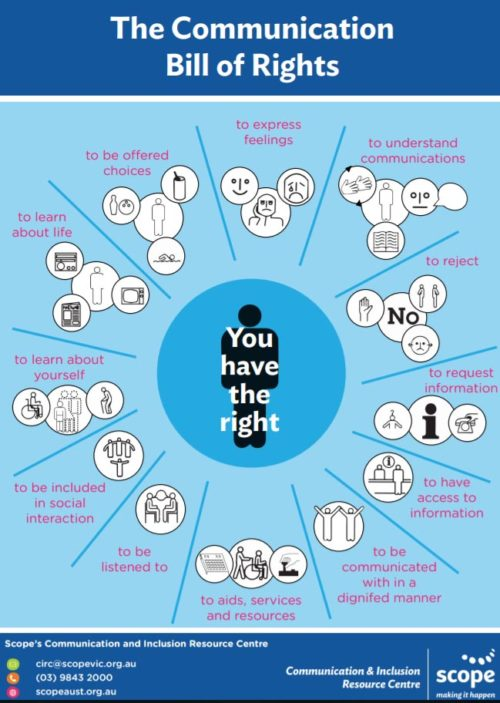 The Communication
Bill of Rights
to express
feelings
to understand
communications
to reject
No
to request
information
i
to have
access to
information
i
to be
communicated
with in a
dignifed manner
to aids, services
and resources
to be
listened to
to be included
in social
interaction
to learn about
yourself
to learn
about life
to be offered
choices
You
have
the
right
Scope's Communication and Inclusion Resource Centre
circ@scopevic.org.au
(03) 9843 2000
scopeaust.org.au
Communication & Inclusion
Resource Centre
scope
making it happen